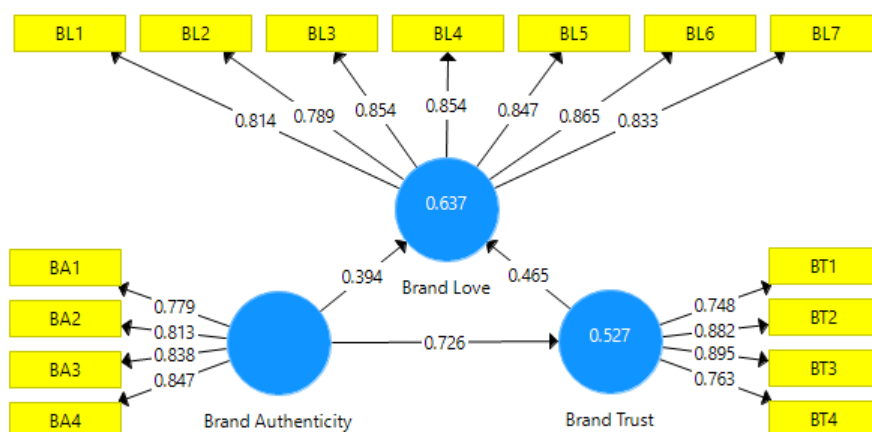 BL1 BL2 BL3 BL4 BL5 BL6 BL7
0.814 0.789 0.854 0.854 0.847 0.865 0.833
0.637
Brand Love
0.394 0.465
BA1
BA2
BA3
BA4
0.779
0.813
0.838
0.847
Brand Authenticity
0.726
0.527
Brand Trust
0.748
0.882
0.895
0.763
BT1
BT2
BT3
BT4